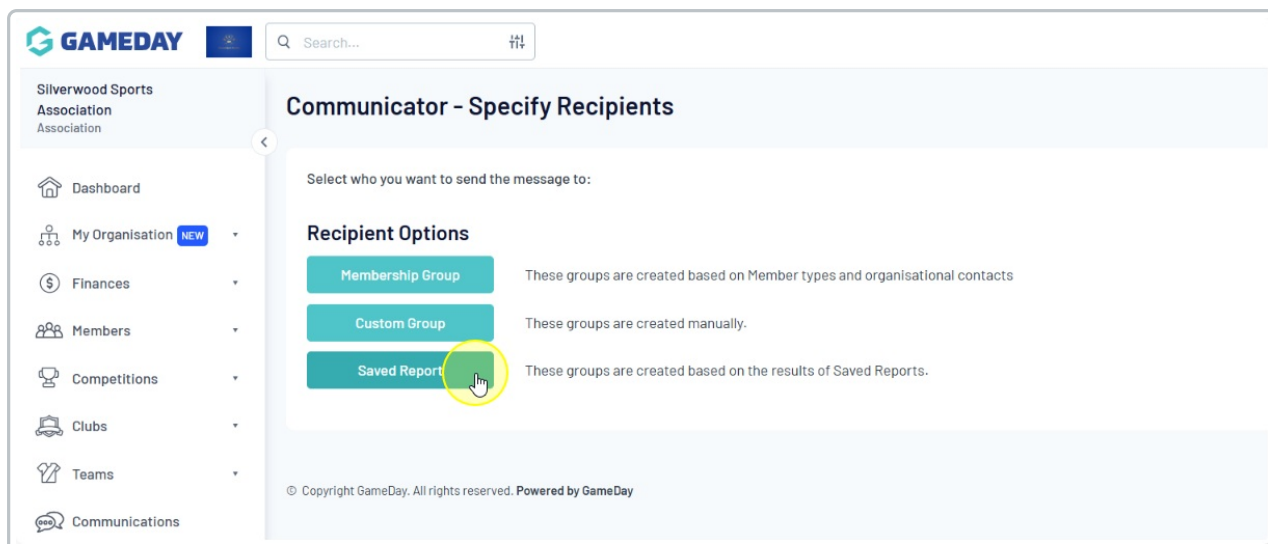 GAMEDAY
Search...
Silverwood Sports
Association
Association
Dashboard
My Organisation NEW
Finances
Members
Competitions
Clubs
Teams
Communications
Communicator - Specify Recipients
Select who you want to send the message to:
Recipient Options
Membership Group These groups are created based on Member types and organisational contacts
Custom Group These groups are created manually.
Saved Report These groups are created based on the results of Saved Reports.
© Copyright GameDay. All rights reserved. Powered by GameDay